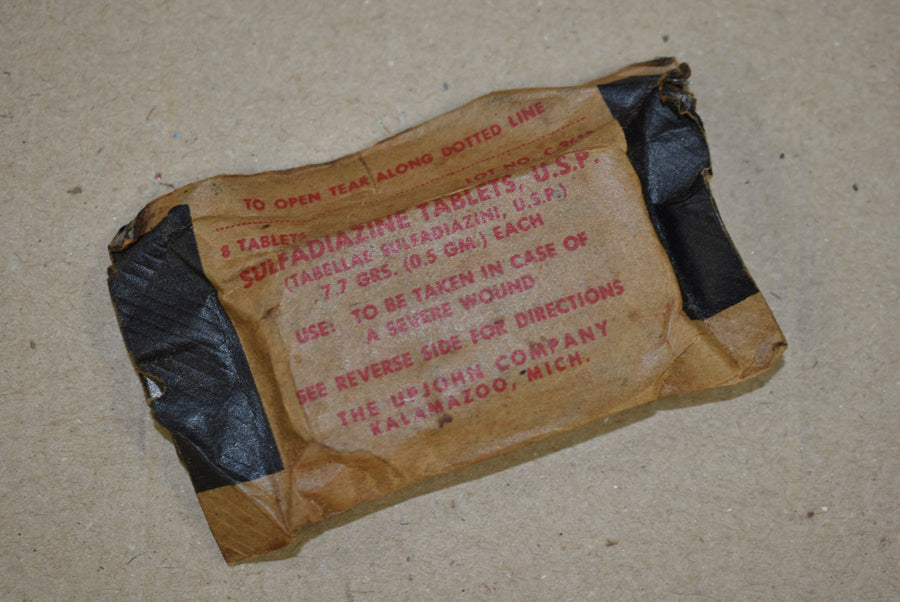 TO OPEN TEAR ALONG DOTTED LINE
LOT NO.
8 TABLETS
SULFADIAZINE TABLETS, U.S.P.
(TABELLAE SULFADIAZINI, U.S.P.)
7.7 GRS. (0.5 GM.) EACH
USE: TO BE TAKEN IN CASE OF
A SEVERE WOUND
SEE REVERSE SIDE FOR DIRECTIONS
THE UPJOHN COMPANY
KALAMAZOO, MICH.